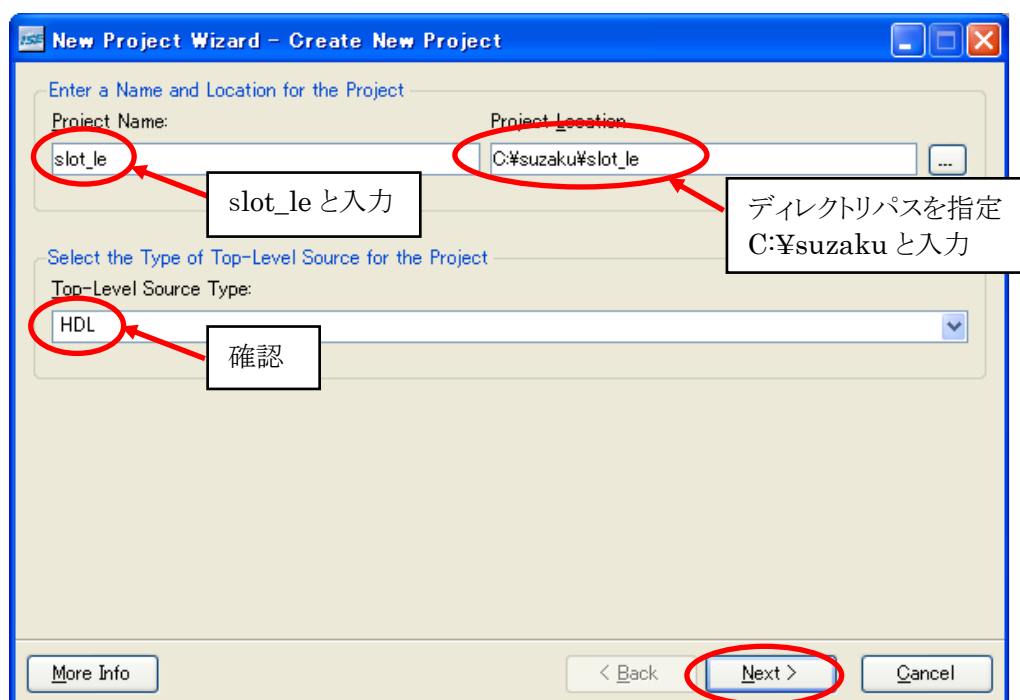 ISE New Project Wizard - Create New Project
Enter a Name and Location for the Project
Project Name:
Project Location
slot_le
C:¥suzaku¥slot_le
...
slot_le と入力
ディレクトリパスを指定
C:¥suzaku と入力
Select the Type of Top-Level Source for the Project
Top-Level Source Type:
HDL
確認
More Info
< Back
Next >
Cancel